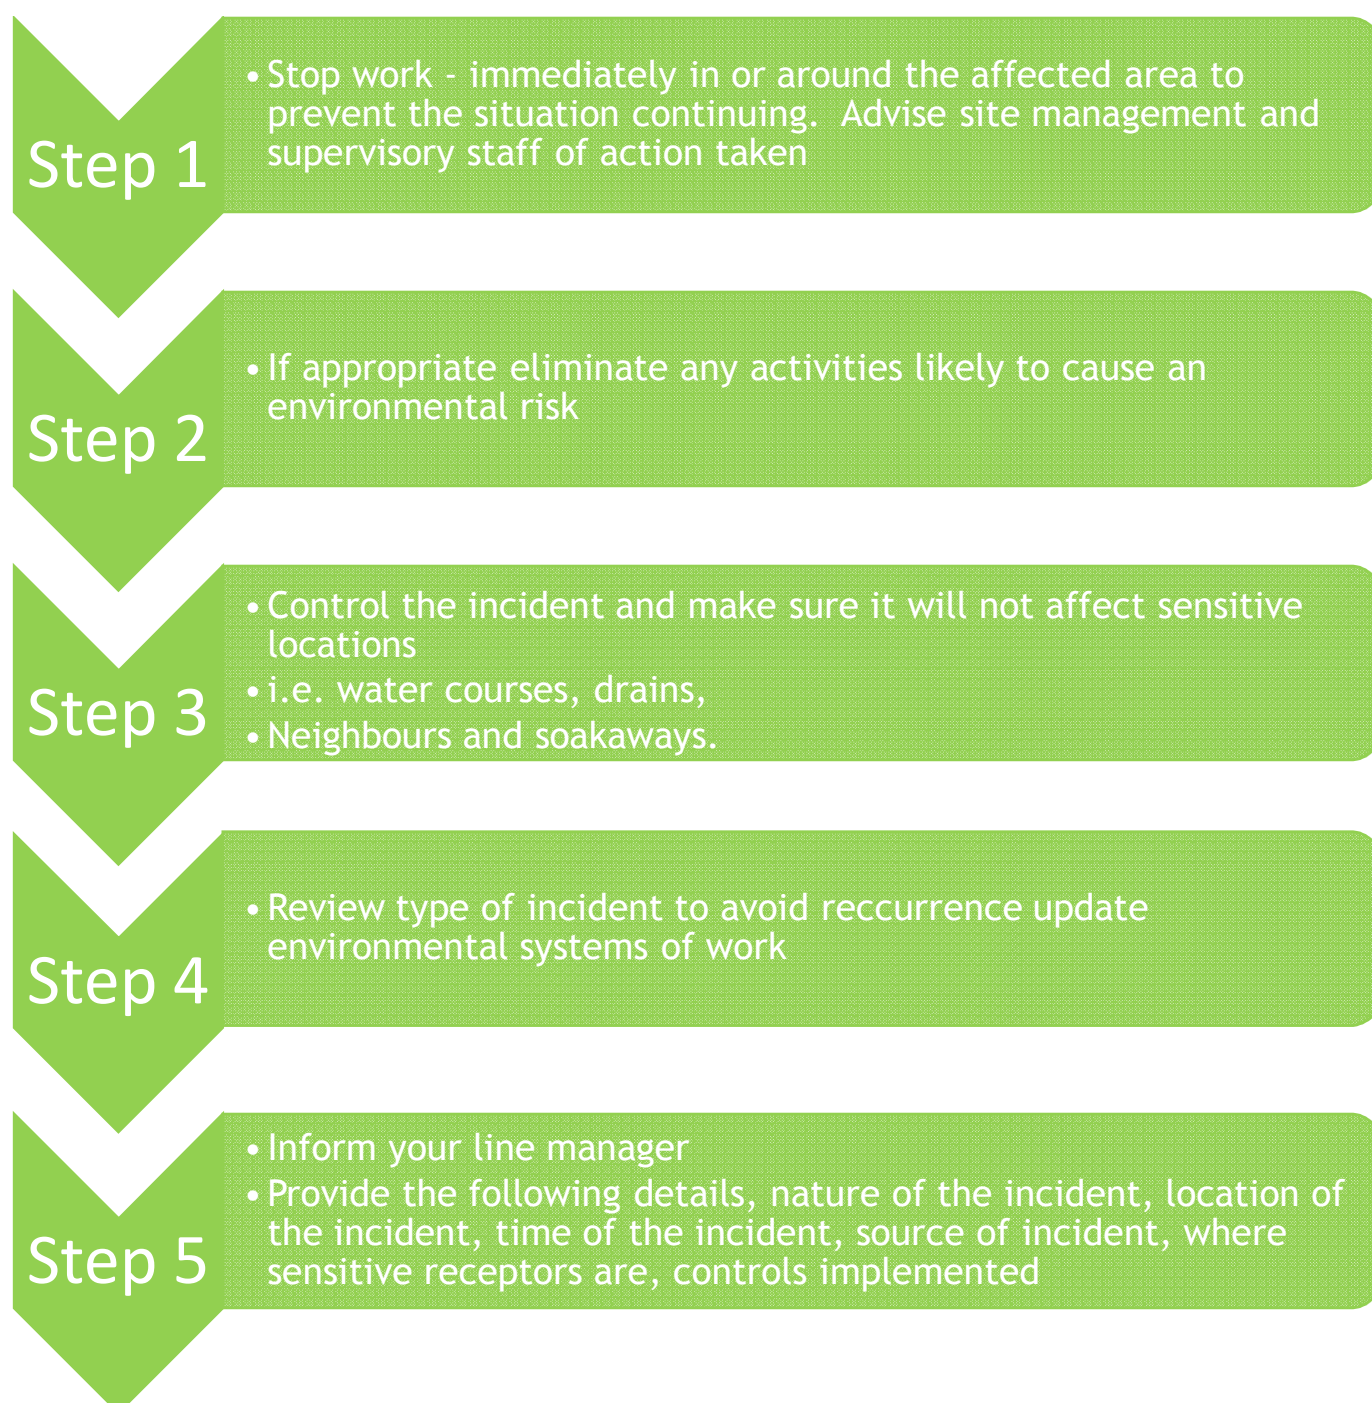 Step 1
• Stop work - immediately in or around the affected area to
prevent the situation continuing.  Advise site management and
supervisory staff of action taken
Step 2
• If appropriate eliminate any activities likely to cause an
environmental risk
Step 3
• Control the incident and make sure it will not affect sensitive
locations
• i.e. water courses, drains,
• Neighbours and soakaways.
Step 4
• Review type of incident to avoid reccurrence update
environmental systems of work
Step 5
• Inform your line manager
• Provide the following details, nature of the incident, location of
the incident, time of the incident, source of incident, where
sensitive receptors are, controls implemented